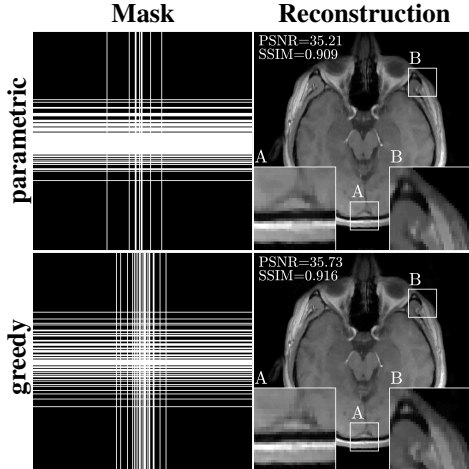 Mask Reconstruction
parametric
PSNR=35.21
SSIM=0.909
B
A
B
A
greedy
PSNR=35.73
SSIM=0.916
B
A
B
A